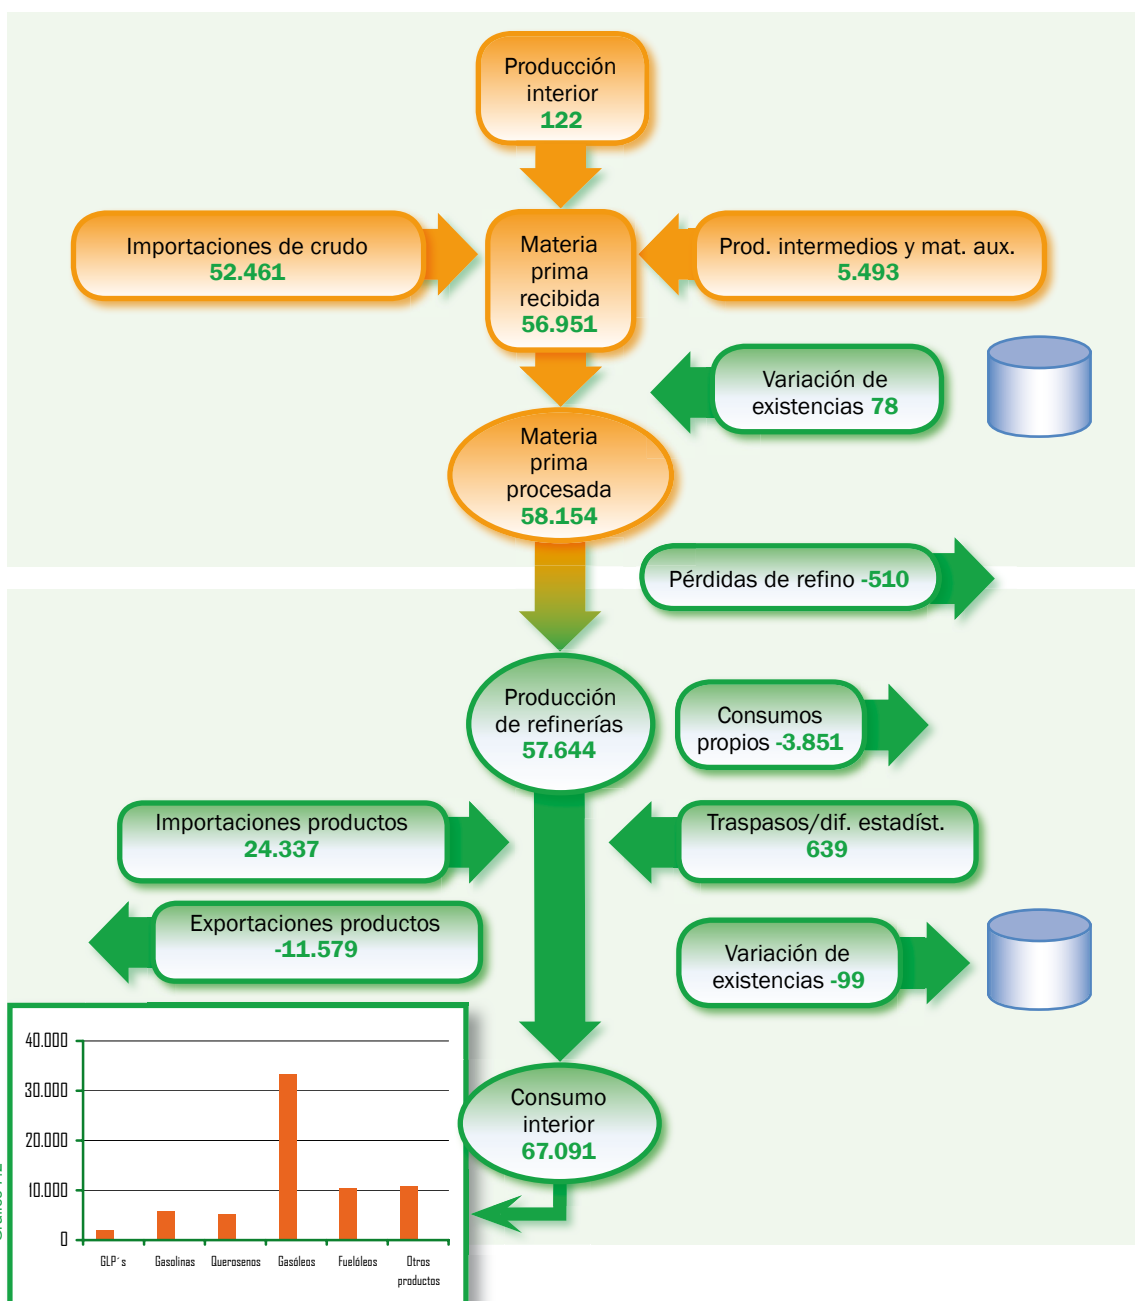 Producción
interior
122
Importaciones de crudo
52.461
Materia
prima
recibida
56.951
Prod. intermedios y mat. aux.
5.493
Variación de
existencias 78
Materia
prima
procesada
58.154
Pérdidas de refino -510
Producción
de refinerías
57.644
Consumos
propios -3.851
Importaciones productos
24.337
Traspasos/dif. estadíst.
639
Exportaciones productos
-11.579
Variación de
existencias -99
Consumo
interior
67.091
40.000
30.000
20.000
10.000
0
GLP´s
Gasolinas
Querosenos
Gasóleos
Fuelóleos
Otros
productos